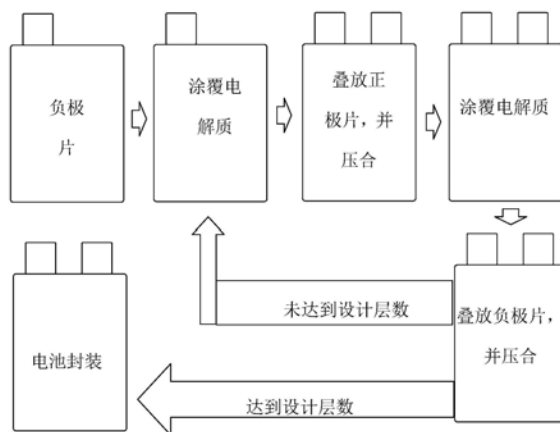 负极
片
涂覆电
解质
叠放正
极片，并
压合
涂覆电解质
未达到设计层数
叠放负极片，
并压合
电池封装
达到设计层数